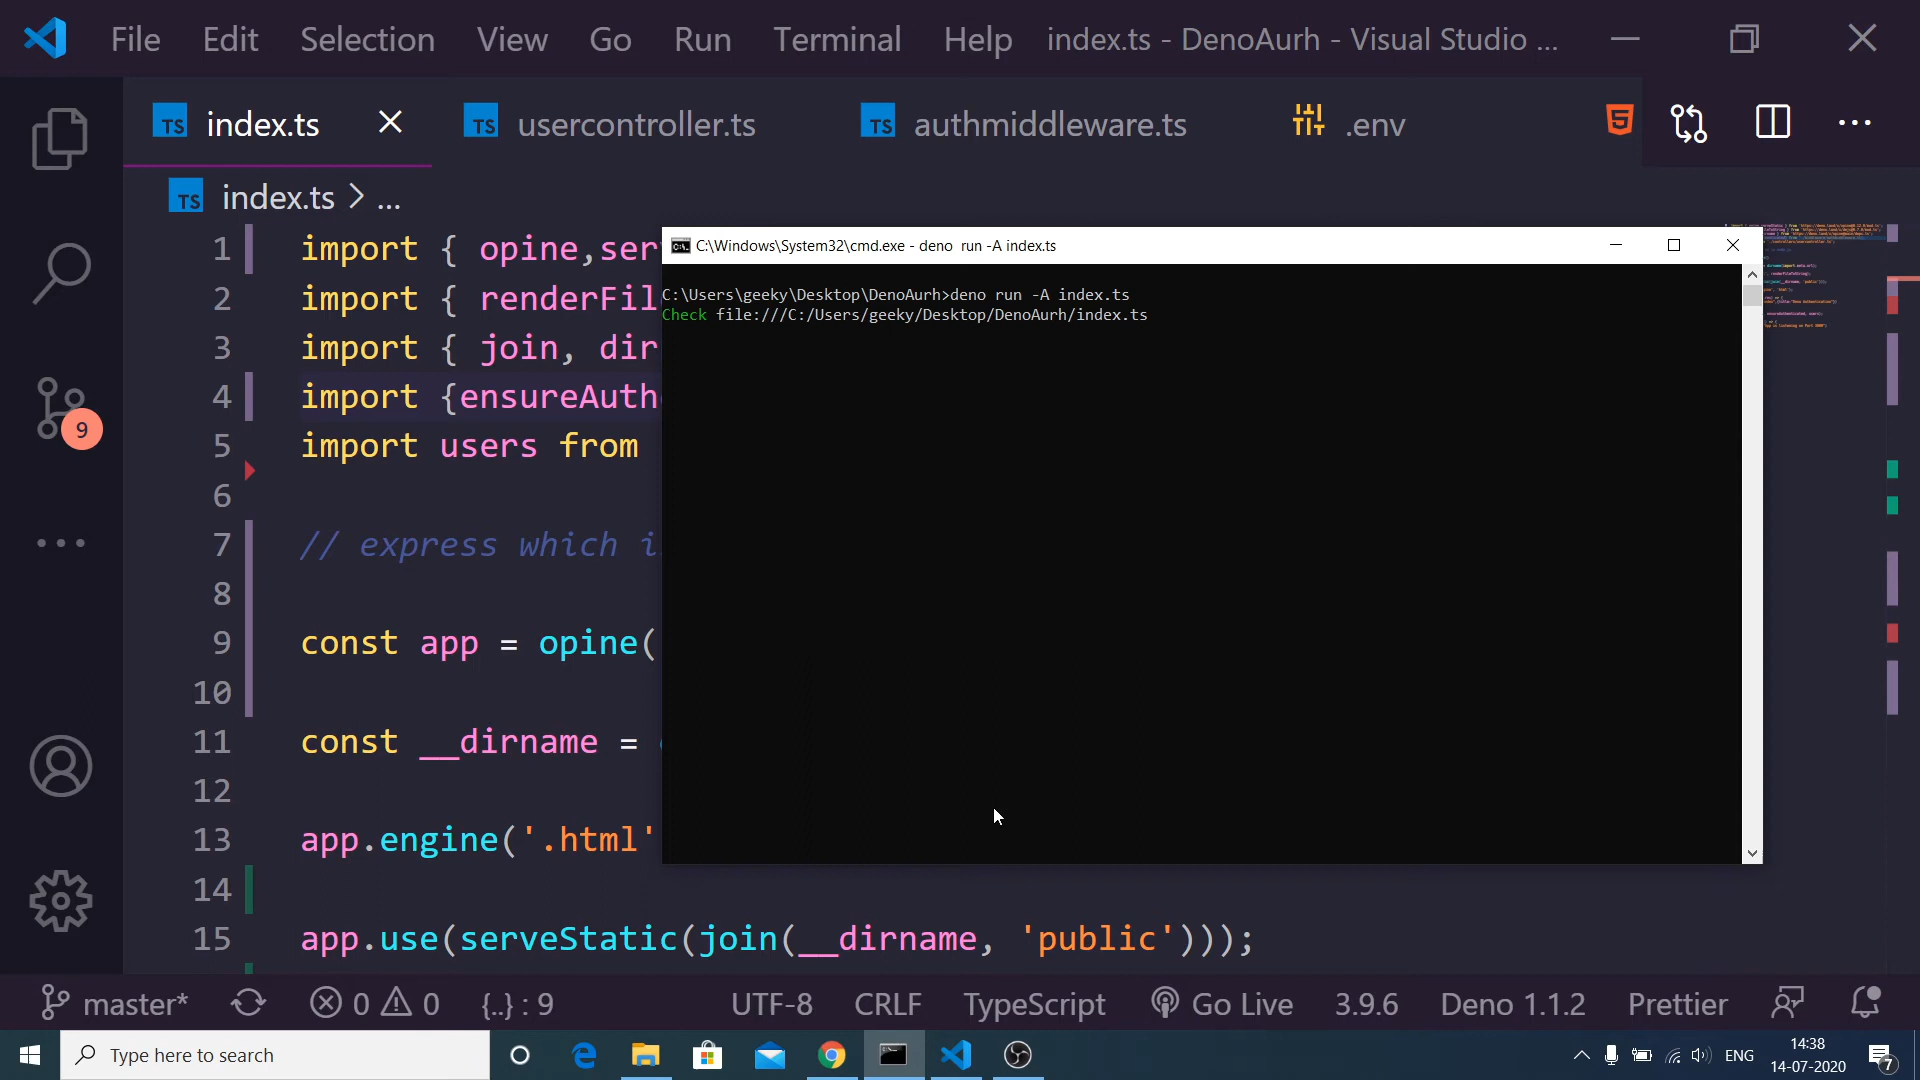 File Edit Selection View Go Run Terminal Help index.ts - DenoAurh - Visual Studio ...
TS index.ts TS usercontroller.ts TS authmiddleware.ts .env 5
TS index.ts > ...
1 import { opine,ser
2 import { renderFil
3 import { join, dir
4 import {ensureAuth
5 import users from
6
7 // express which i
8
9 const app = opine(
10
11 const __dirname =
12
13 app.engine('.html'
14
15 app.use(serveStatic(join(__dirname, 'public')));
C:\Windows\System32\cmd.exe - deno run -A index.ts
C:\Users\geeky\Desktop\DenoAurh>deno run -A index.ts
Check file:///C:/Users/geeky/Desktop/DenoAurh/index.ts
9
master* 0 0 {..} : 9 UTF-8 CRLF TypeScript Go Live 3.9.6 Deno 1.1.2 Prettier
Type here to search
ENG
14:38
14-07-2020
7